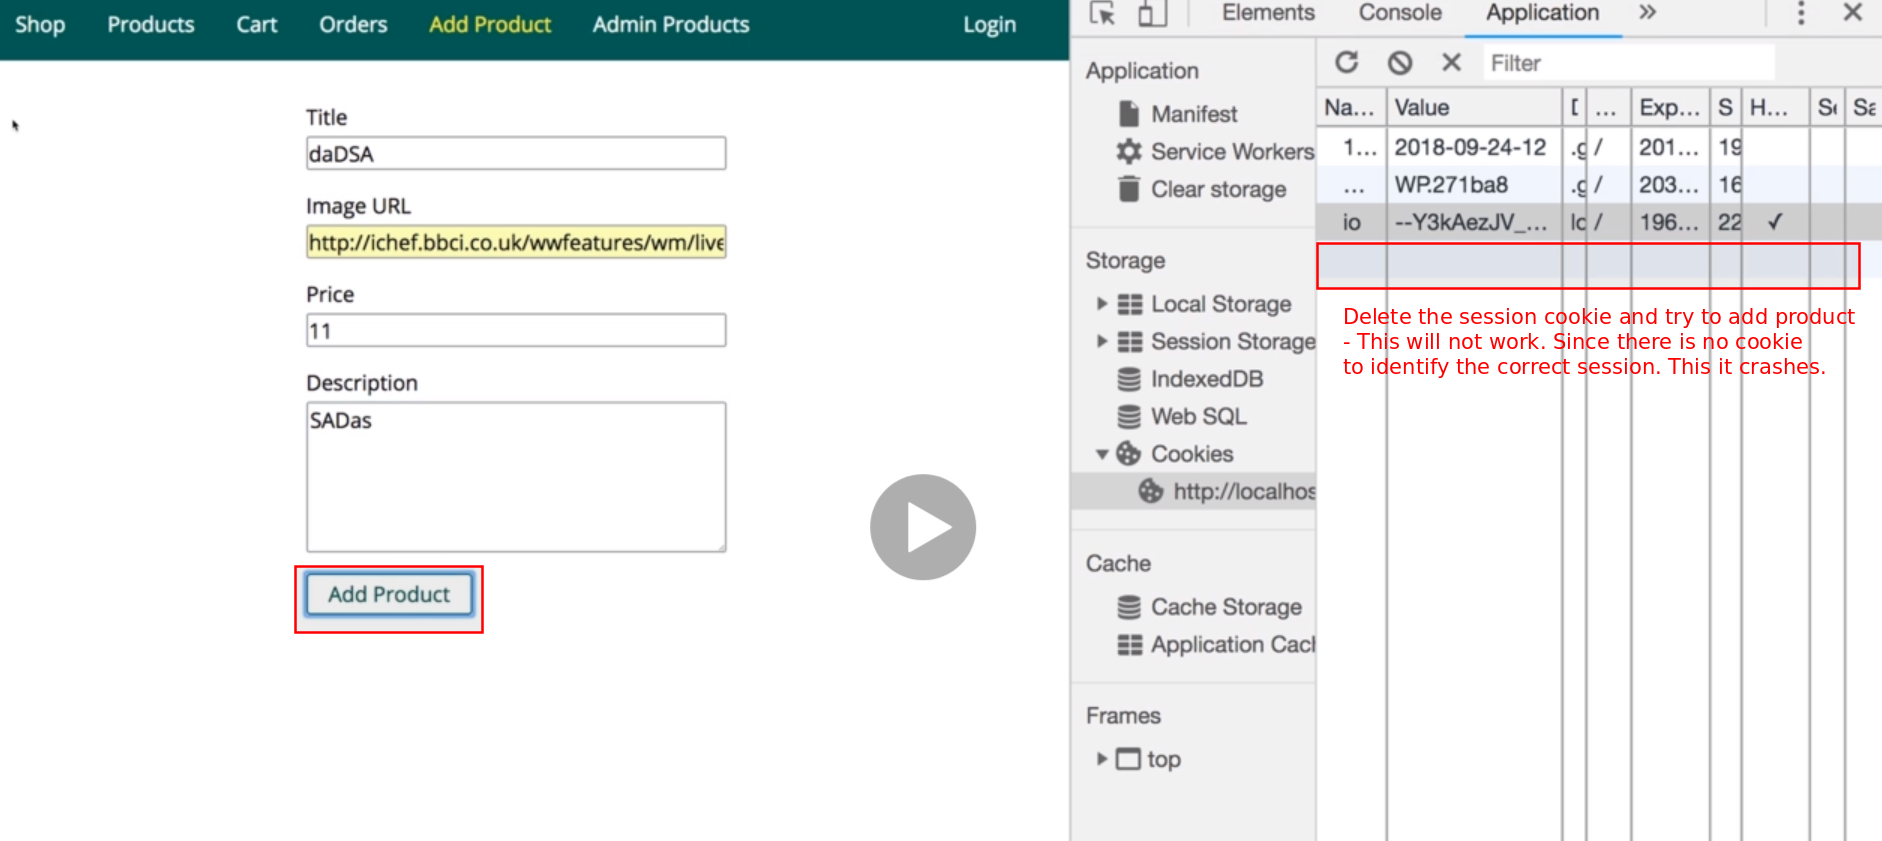 Shop Products Cart Orders Add Product Admin Products Login
Title
daDSA
Image URL
http://ichef.bbci.co.uk/wwfeatures/wm/live
Price
11
Description
SADas
Add Product
Elements Console Application »
Application
Manifest
Service Workers
Clear storage
Storage
Local Storage
Session Storage
IndexedDB
Web SQL
Cookies
http://localhos
Cache
Cache Storage
Application Cacl
Frames
top
Filter
Na... Value ... Exp... S H... Sa
1... 2018-09-24-12 .g / 201... 19
... WP.271ba8 .g / 203... 16
io --Y3kAezJV_... lo / 196... 22 ✓
Delete the session cookie and try to add product
- This will not work. Since there is no cookie
to identify the correct session. This it crashes.